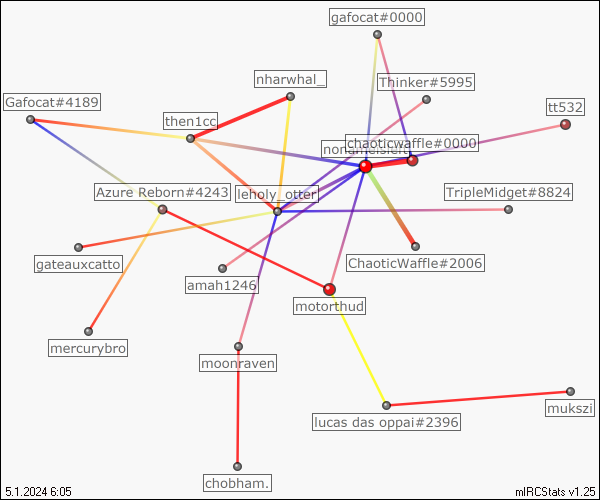 gafocat#0000
nharwhal_
Thinker#5995
Gafocat#4189
tt532
then1cc
chaoticwaffle#0000
Azure Reborn#4243
leholy_otter
TripleMidget#8824
gateauxcatto
ChaoticWaffle#2006
amah1246
motorthud
mercurybro
moonraven
mukszi
lucas das oppai#2396
chobham.
5.1.2024 6:05
mIRCStats v1.25